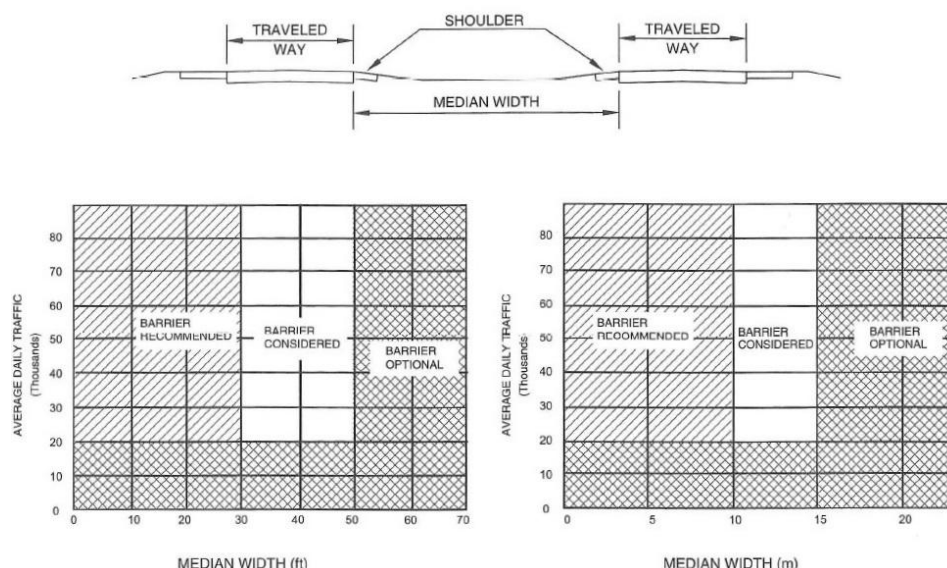 TRAVELED
WAY
SHOULDER
TRAVELED
WAY
MEDIAN WIDTH
AVERAGE DAILY TRAFFIC
(Thousands)
80
70
60
50
40
30
20
10
0
BARRIER
RECOMMENDED
BARRIER
CONSIDERED
BARRIER
OPTIONAL
0
10
20
30
40
50
60
70
MEDIAN WIDTH (ft)
AVERAGE DAILY TRAFFIC
(Thousands)
80
70
60
50
40
30
20
10
0
BARRIER
RECOMMENDED
BARRIER
CONSIDERED
BARRIER
OPTIONAL
0
5
10
15
20
MEDIAN WIDTH (m)